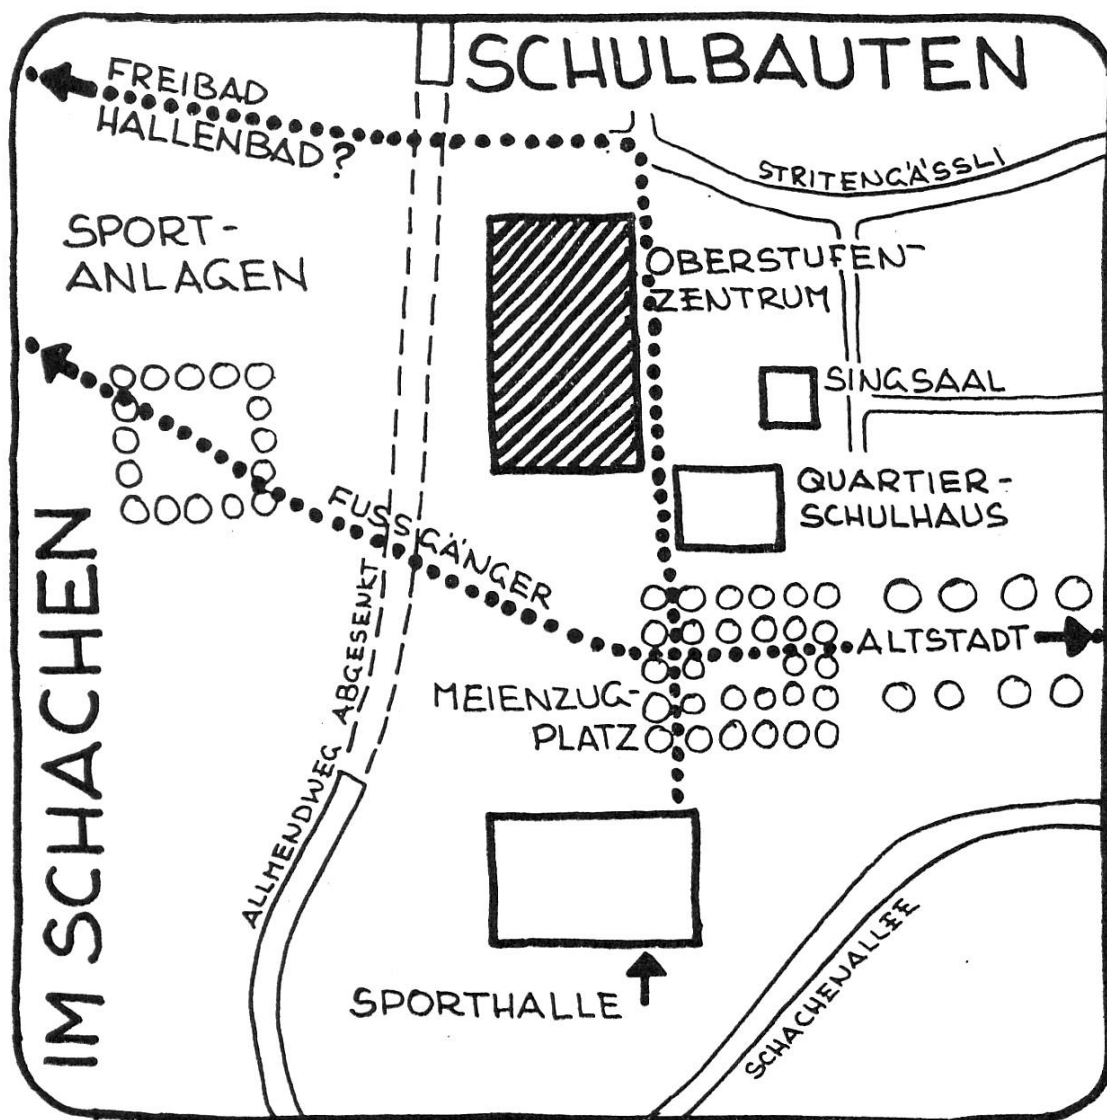 SCHULBAUTEN
IM SCHACHEN
FREIBAD
HALLENBAD?
STRITENGÄSSLI
SPORT-
ANLAGEN
OBERSTUFEN-
ZENTRUM
SINGSAAL
QUARTIER-
SCHULHAUS
FUSSGÄNGER
ALTSTADT
MEIENZUG-
PLATZ
ALLMENDWEG ABGESENKT
SCHACHENALLEE
SPORTHALLE